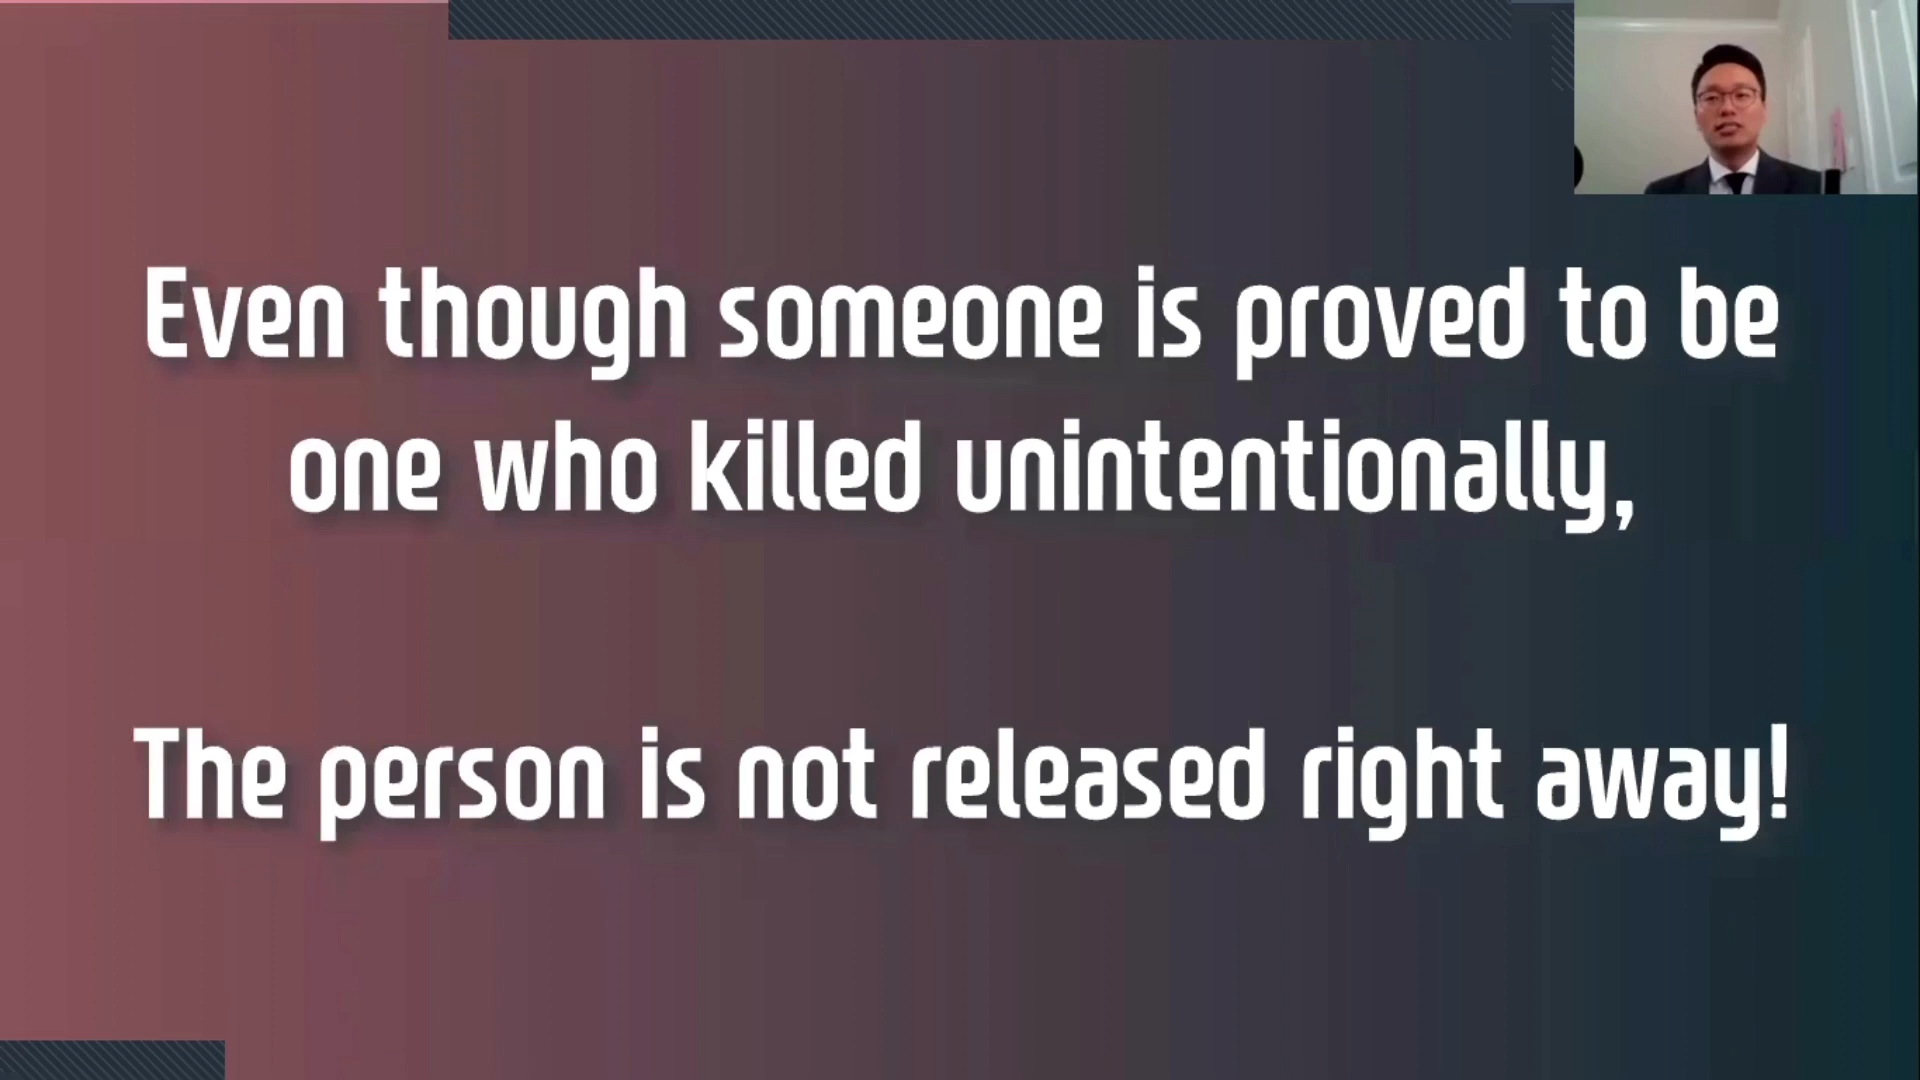 Even though someone is proved to be
one who killed unintentionally,
The person is not released right away!